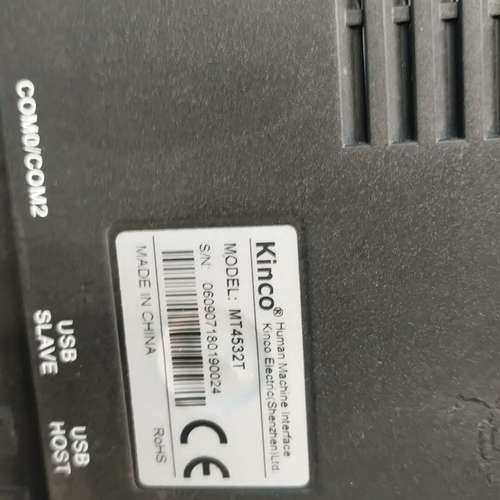 Kinco® Human Machine Interface
Kinco Electric(Shenzhen)Ltd.
MODEL: MT4532T
S/N: 060907180190024
MADE IN CHINA
CE
RoHS
COM0/COM2
USB
SLAVE
USB
HOST